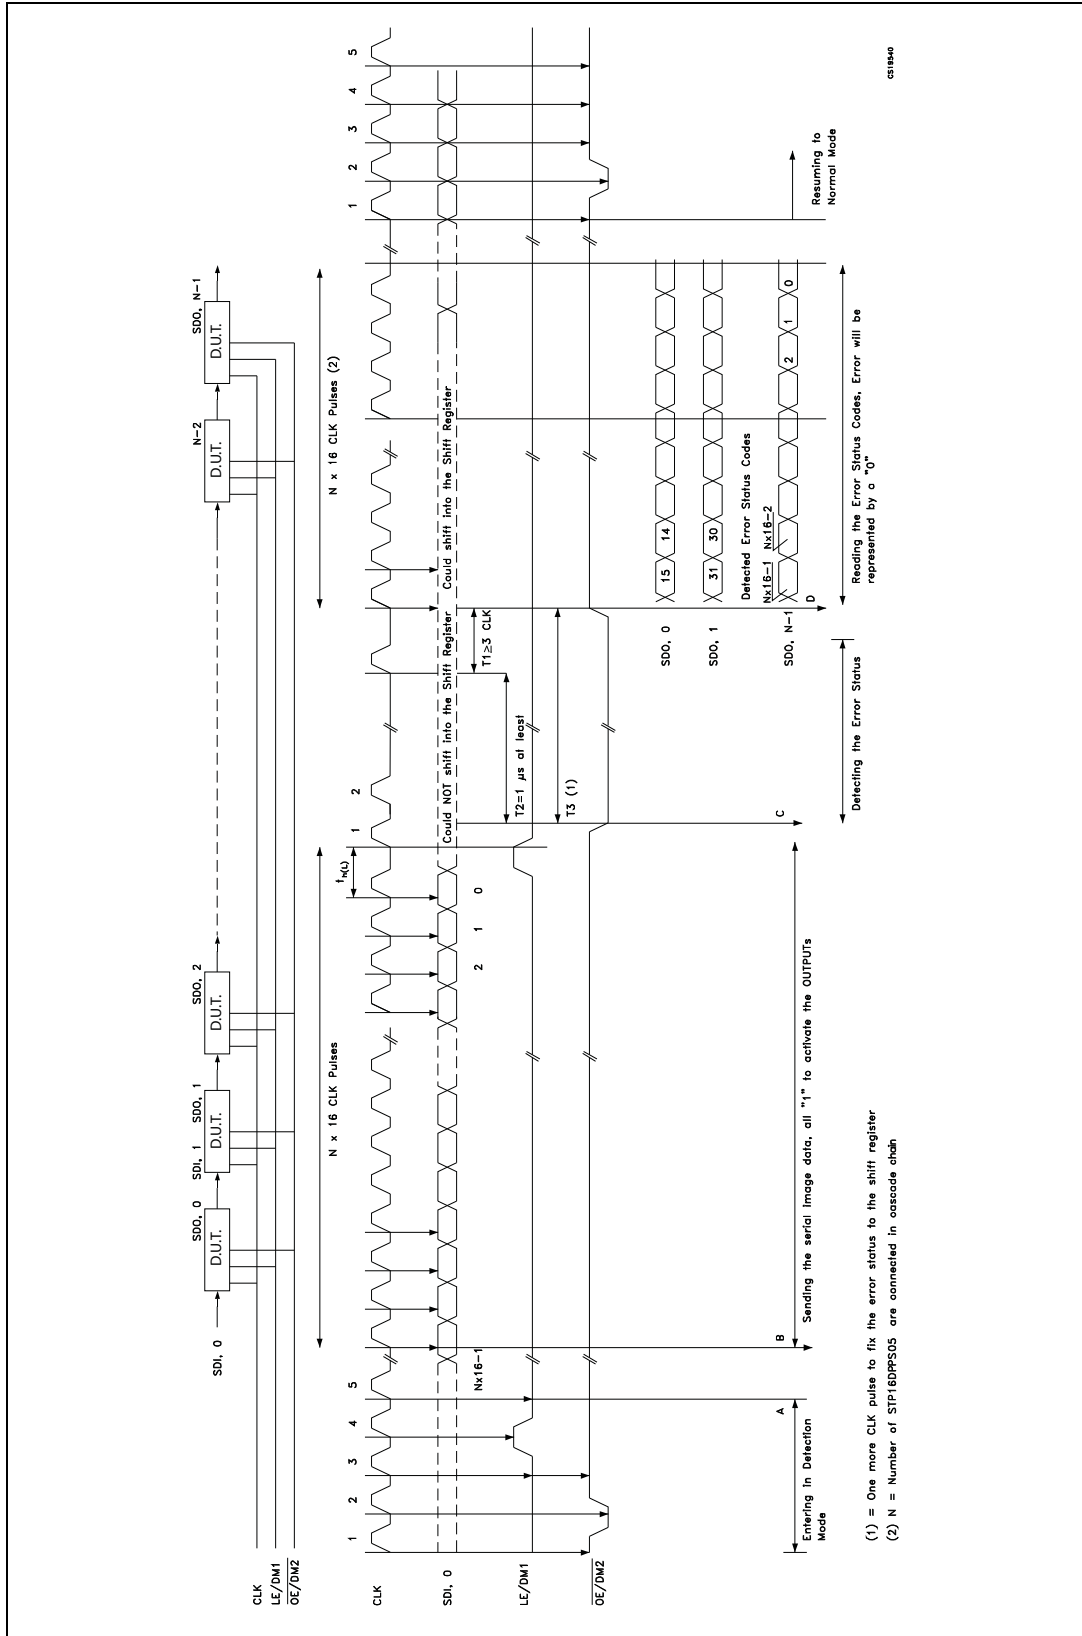 SDI, 0
D.U.T.
SDO, 0
SDI, 1
D.U.T.
SDO, 1
D.U.T.
SDO, 2
D.U.T.
N-2
D.U.T.
SDO, N-1
CLK
LE/DM1
OE/DM2
N x 16 CLK Pulses
N x 16 CLK Pulses (2)
CLK
1 2 3 4 5
th(L)
1 2
1 2 3 4 5
SDI, 0
Nx16-1
2 1 0
Could NOT shift into the Shift Register
Could shift into the Shift Register
T1≥3 CLK
T2=1 µs at least
T3 (1)
LE/DM1
OE/DM2
SDO, 0
15 14
SDO, 1
31 30
Detected Error Status Codes
Nx16-1 Nx16-2
SDO, N-1
2 1 0
A
B
C
D
Entering in Detection
Mode
Sending the serial image data, all "1" to activate the OUTPUTs
Detecting the Error Status
Reading the Error Status Codes, Error will be
represented by a "0"
Resuming to
Normal Mode
(1) = One more CLK pulse to fix the error status to the shift register
(2) N = Number of STP16DPPS05 are connected in cascade chain
CS19540